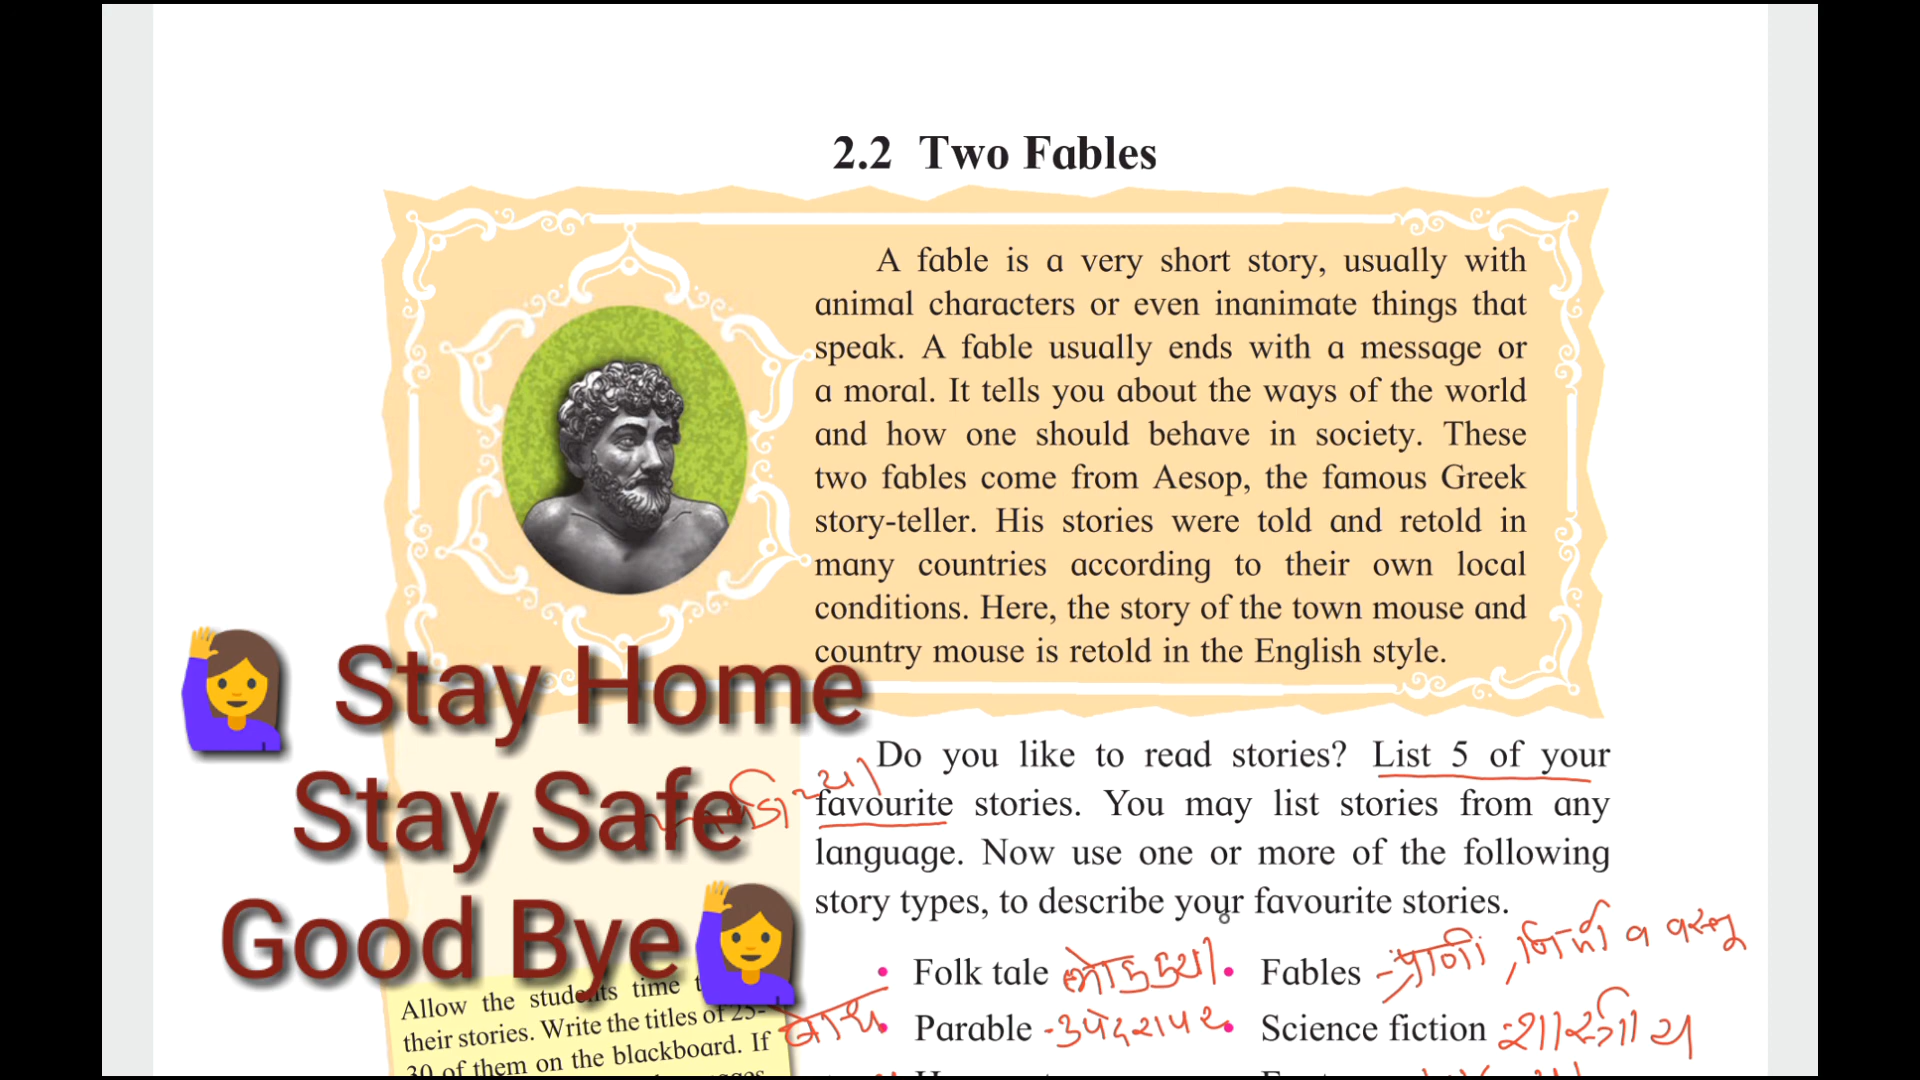 2.2 Two Fables
A fable is a very short story, usually with
animal characters or even inanimate things that
speak. A fable usually ends with a message or
a moral. It tells you about the ways of the world
and how one should behave in society. These
two fables come from Aesop, the famous Greek
story-teller. His stories were told and retold in
many countries according to their own local
conditions. Here, the story of the town mouse and
country mouse is retold in the English style.
Stay Home
Stay Safe
Good Bye
Do you like to read stories? List 5 of your
favourite stories. You may list stories from any
language. Now use one or more of the following
story types, to describe your favourite stories.
• Folk tale लोककथा • Fables - प्राणी
• Parable - उपदेशपर • Science fiction - शास्त्रीय
Allow the students time
their stories. Write the titles of 25-
30 of them on the blackboard. If